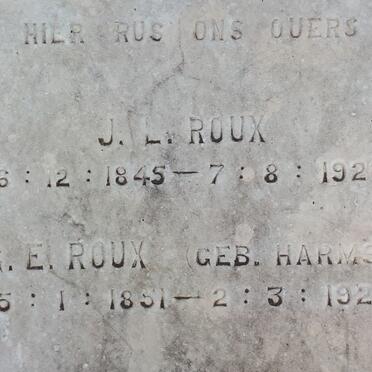 HIER RUS ONS OUERS
J. L. ROUX
6 : 12 : 1845 — 7 : 8 : 192
. E. ROUX (GEB. HARMS
5 : 1 : 1851 — 2 : 3 : 192